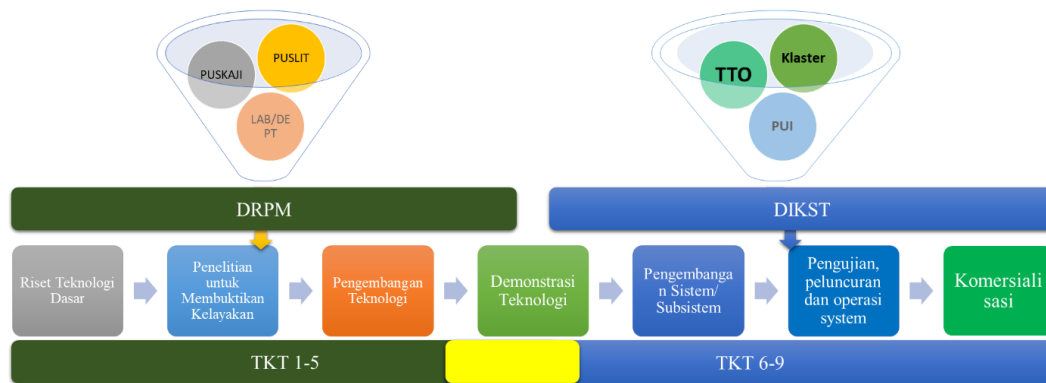 PUSKAJI
PUSLIT
LAB/DE
PT
TTO
Klaster
PUI
DRPM
DIKST
Riset Teknologi
Dasar
Penelitian
untuk
Membuktikan
Kelayakan
Pengembangan
Teknologi
Demonstrasi
Teknologi
Pengembanga
n Sistem/
Subsistem
Pengujian,
peluncuran
dan operasi
system
Komersiali
sasi
TKT 1-5
TKT 6-9